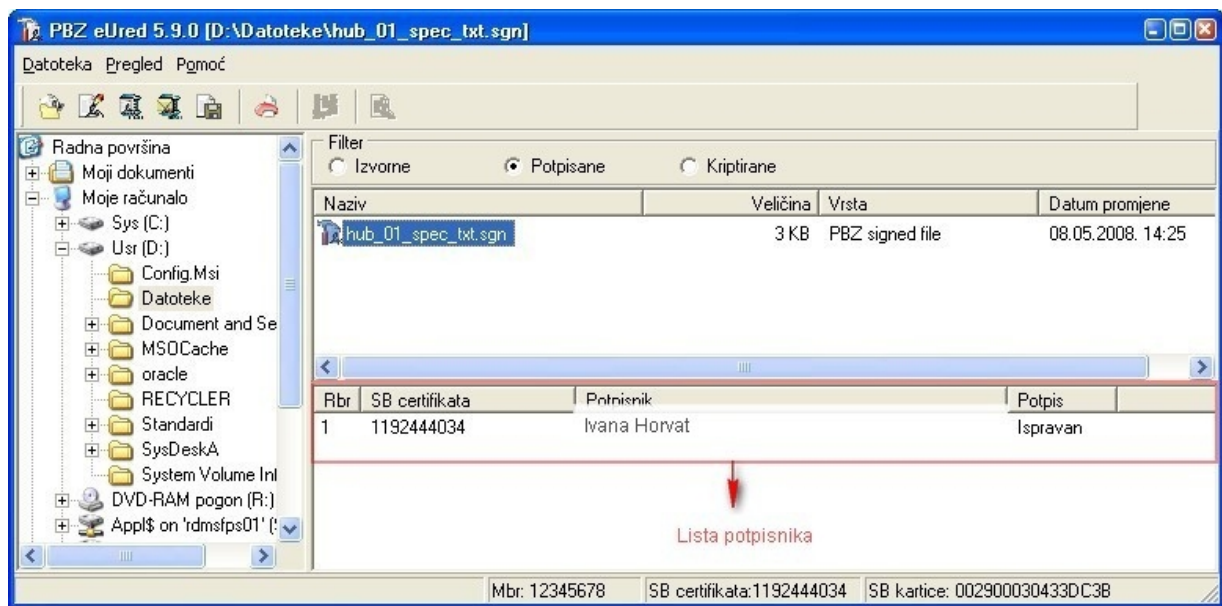 PBZ eUred 5.9.0 [D:\Datoteke\hub_01_spec_txt.sgn]
Datoteka Pregled Pomoć
Radna površina
Moji dokumenti
Moje računalo
Sys (C:)
Usr (D:)
Config.Msi
Datoteke
Document and Se
MSOCache
oracle
RECYCLER
Standardi
SysDeskA
System Volume Inf
DVD-RAM pogon (R:)
Appl$ on 'rdmsfps01' (
Filter
Izvorne Potpisane Kriptirane
Naziv Veličina Vrsta Datum promjene
hub_01_spec_txt.sgn 3 KB PBZ signed file 08.05.2008. 14:25
Rbr SB certifikata Potpisnik Potpis
1 1192444034 Ivana Horvat Ispravan
Lista potpisnika
Mbr: 12345678 SB certifikata:1192444034 SB kartice: 002900030433DC3B